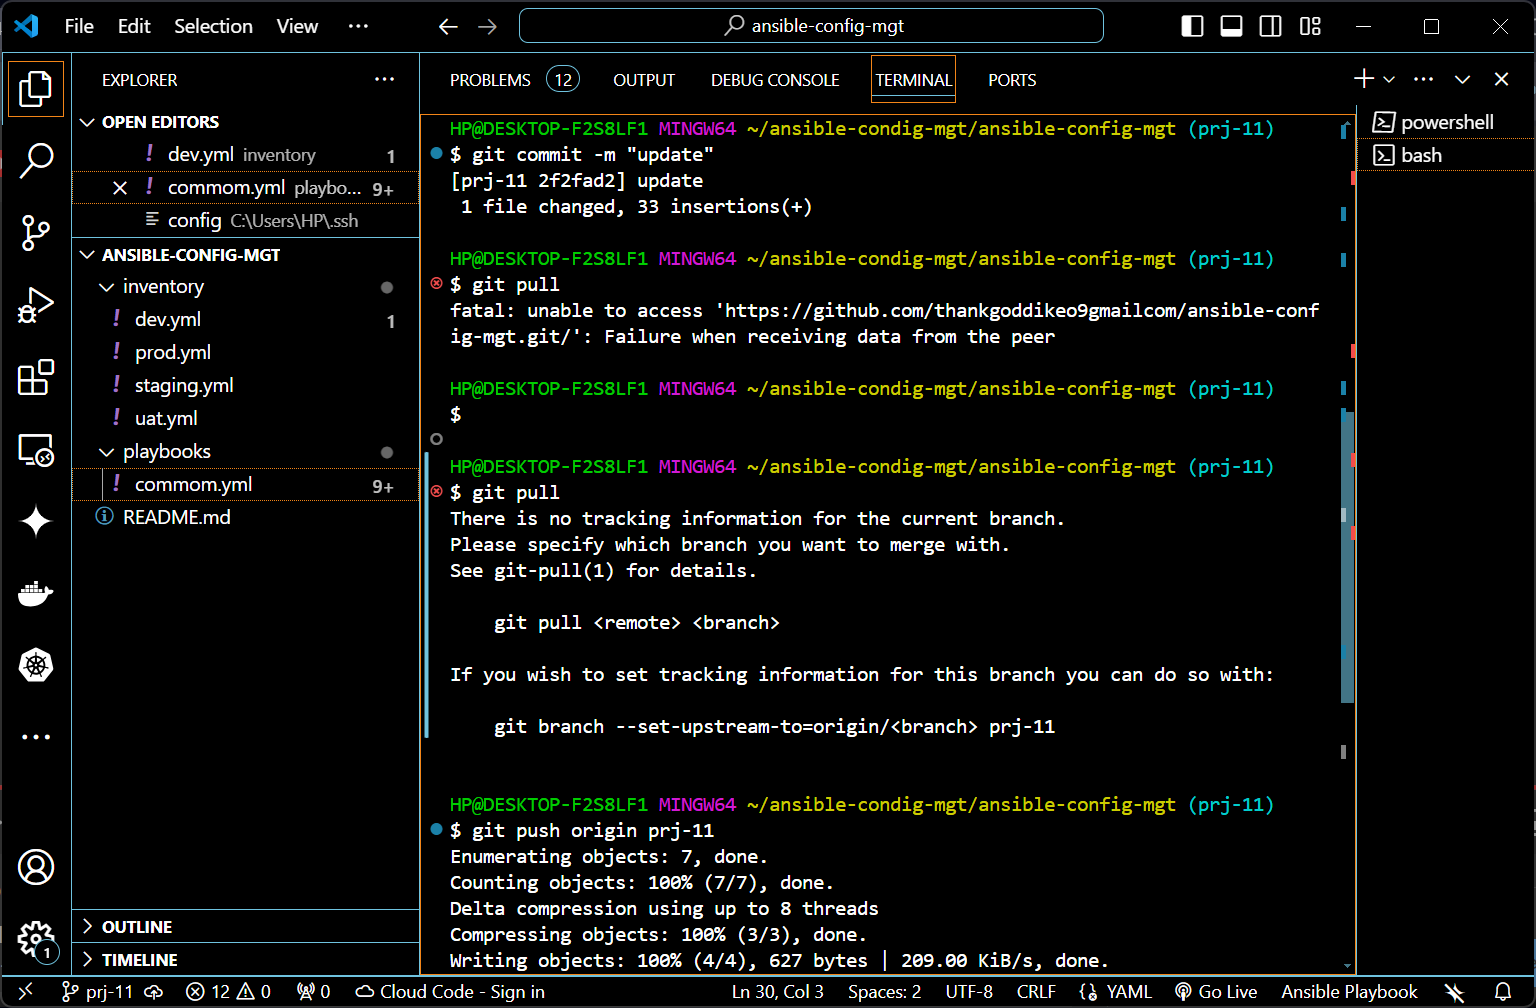 File Edit Selection View ··· ansible-config-mgt
EXPLORER ···
OPEN EDITORS
! dev.yml inventory 1
! commom.yml playbo... 9+
config C:\Users\HP\.ssh
ANSIBLE-CONFIG-MGT
inventory
! dev.yml 1
! prod.yml
! staging.yml
! uat.yml
playbooks
! commom.yml 9+
README.md
OUTLINE
TIMELINE
1
PROBLEMS 12 OUTPUT DEBUG CONSOLE TERMINAL PORTS
HP@DESKTOP-F2S8LF1 MINGW64 ~/ansible-condig-mgt/ansible-config-mgt (prj-11)
$ git commit -m "update"
[prj-11 2f2fad2] update
1 file changed, 33 insertions(+)
HP@DESKTOP-F2S8LF1 MINGW64 ~/ansible-condig-mgt/ansible-config-mgt (prj-11)
$ git pull
fatal: unable to access 'https://github.com/thankgoddikeo9gmailcom/ansible-conf
ig-mgt.git/': Failure when receiving data from the peer
HP@DESKTOP-F2S8LF1 MINGW64 ~/ansible-condig-mgt/ansible-config-mgt (prj-11)
$
HP@DESKTOP-F2S8LF1 MINGW64 ~/ansible-condig-mgt/ansible-config-mgt (prj-11)
$ git pull
There is no tracking information for the current branch.
Please specify which branch you want to merge with.
See git-pull(1) for details.
git pull <remote> <branch>
If you wish to set tracking information for this branch you can do so with:
git branch --set-upstream-to=origin/<branch> prj-11
HP@DESKTOP-F2S8LF1 MINGW64 ~/ansible-condig-mgt/ansible-config-mgt (prj-11)
$ git push origin prj-11
Enumerating objects: 7, done.
Counting objects: 100% (7/7), done.
Delta compression using up to 8 threads
Compressing objects: 100% (3/3), done.
Writing objects: 100% (4/4), 627 bytes | 209.00 KiB/s, done.
powershell
bash
prj-11 12 0 0 Cloud Code - Sign in Ln 30, Col 3 Spaces: 2 UTF-8 CRLF YAML Go Live Ansible Playbook